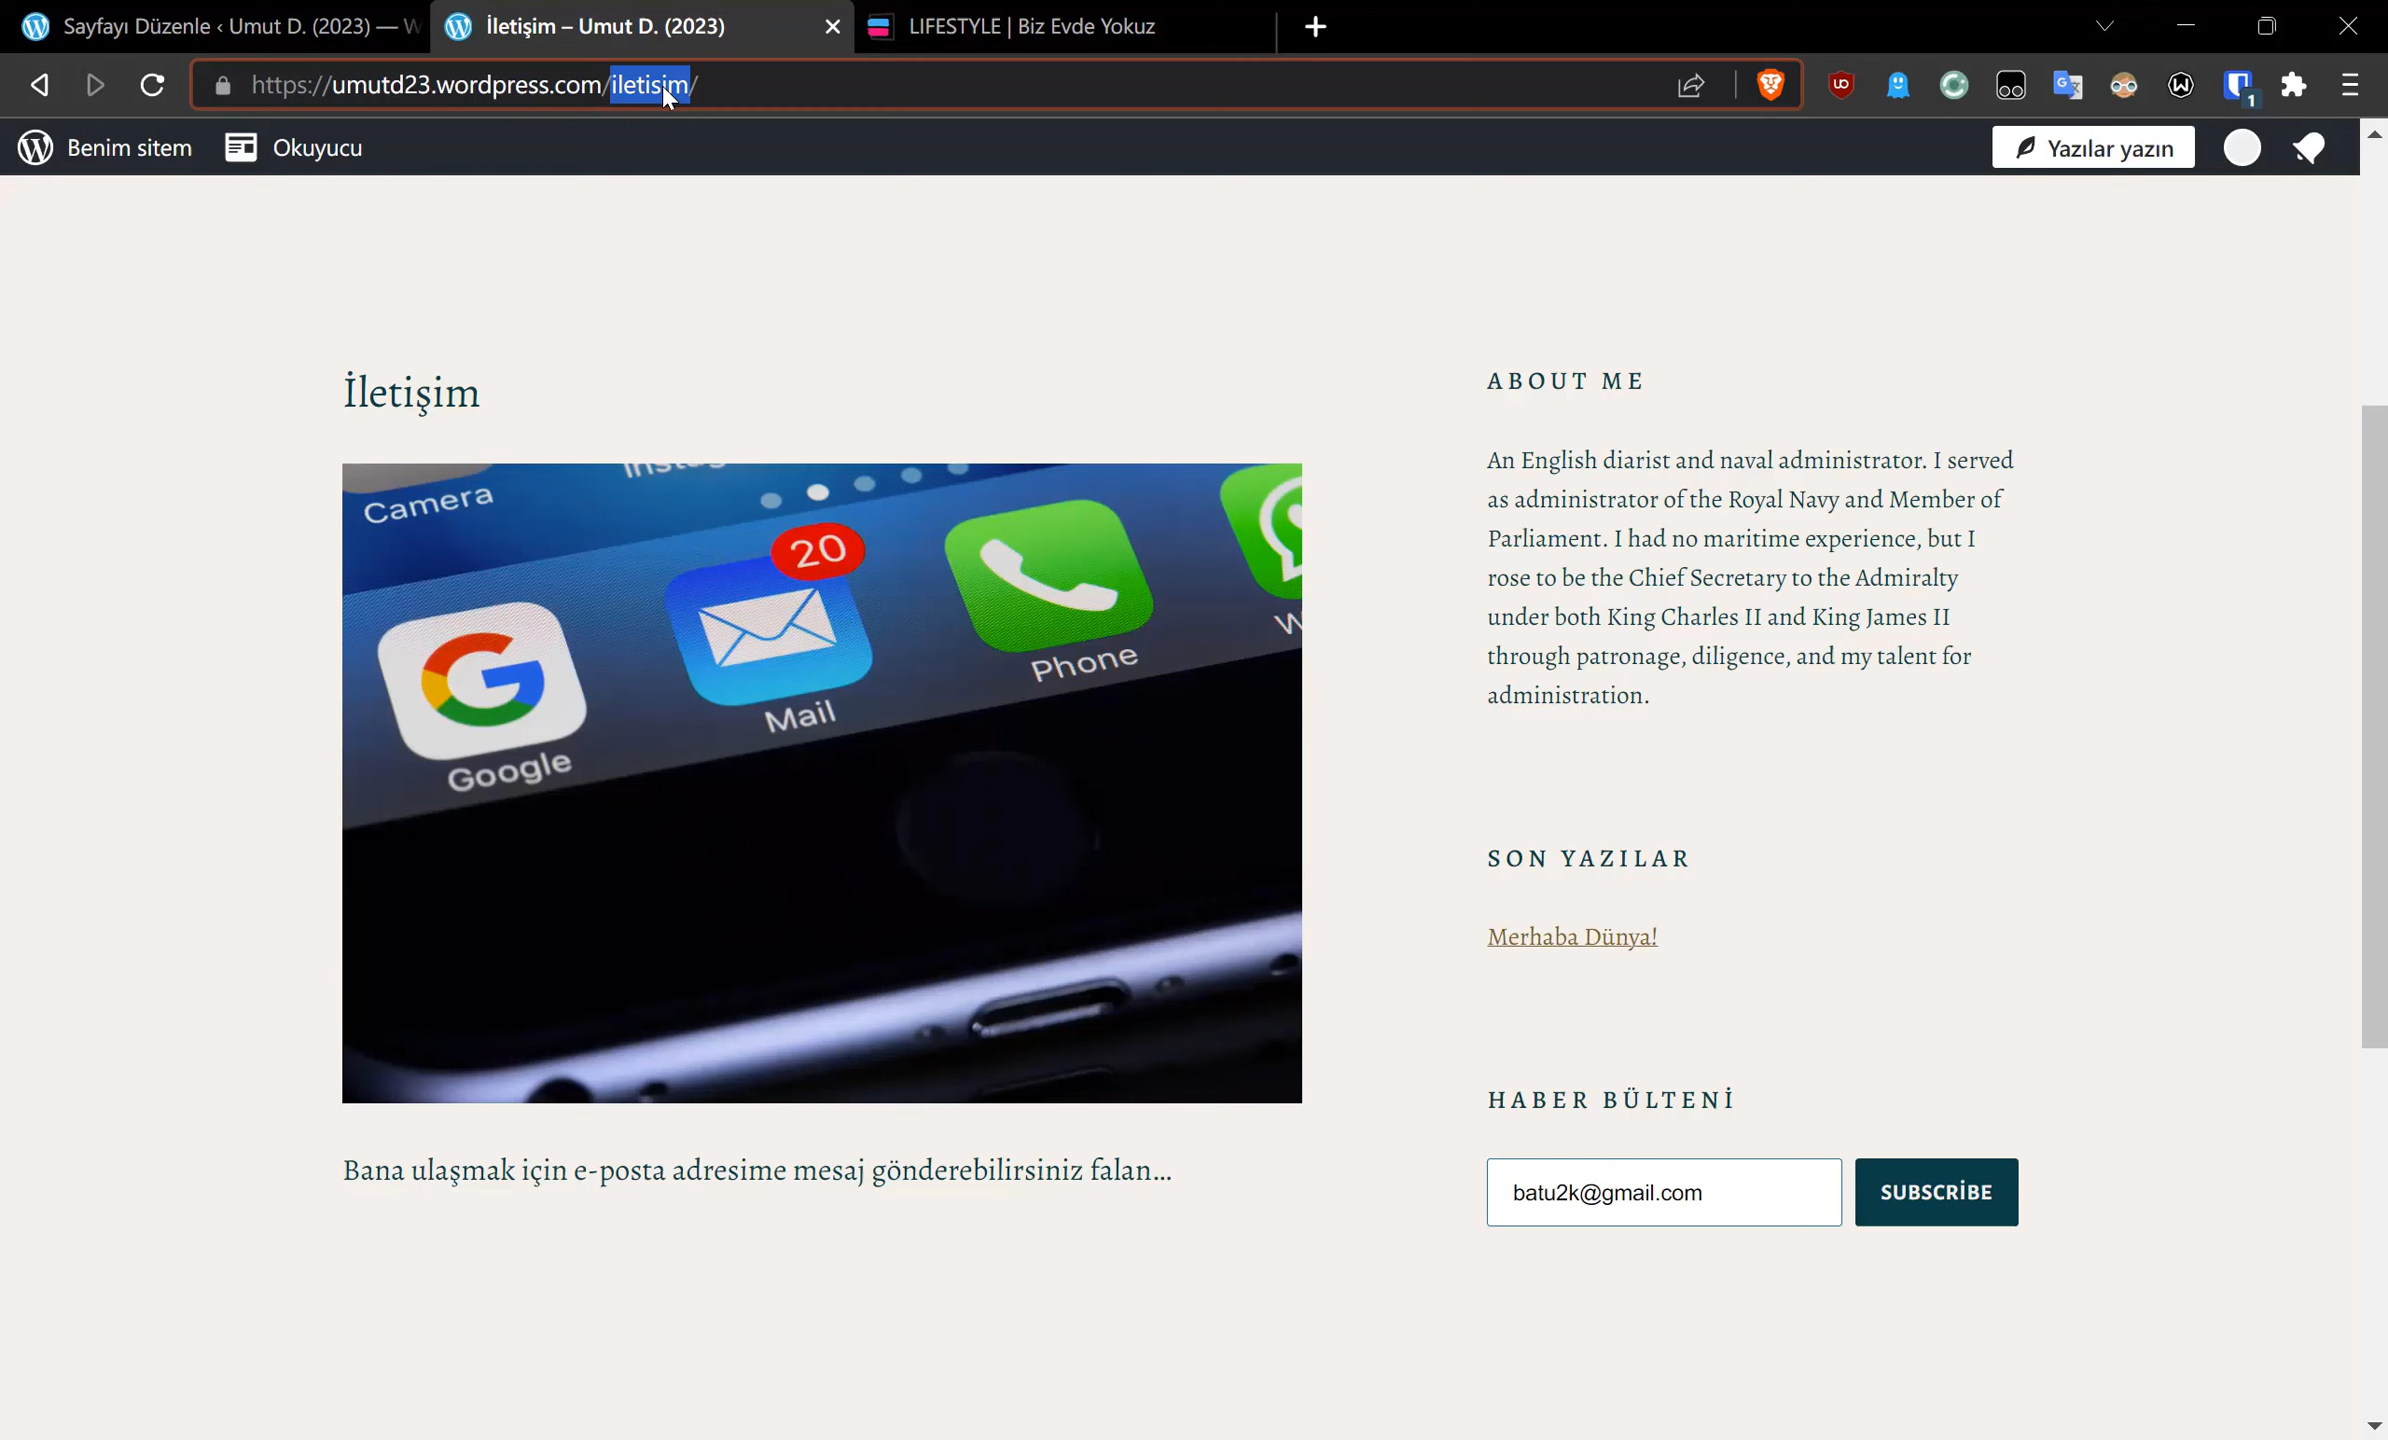 Sayfayı Düzenle ‹ Umut D. (2023) — W
İletişim – Umut D. (2023)
LIFESTYLE | Biz Evde Yokuz
https://umutd23.wordpress.com/iletisim/
1
Benim sitem
Okuyucu
Yazılar yazın
İletişim
Camera
20
Google
Mail
Phone
Bana ulaşmak için e-posta adresime mesaj gönderebilirsiniz falan...
ABOUT ME
An English diarist and naval administrator. I served
as administrator of the Royal Navy and Member of
Parliament. I had no maritime experience, but I
rose to be the Chief Secretary to the Admiralty
under both King Charles II and King James II
through patronage, diligence, and my talent for
administration.
SON YAZILAR
Merhaba Dünya!
HABER BÜLTENİ
batu2k@gmail.com
SUBSCRİBE